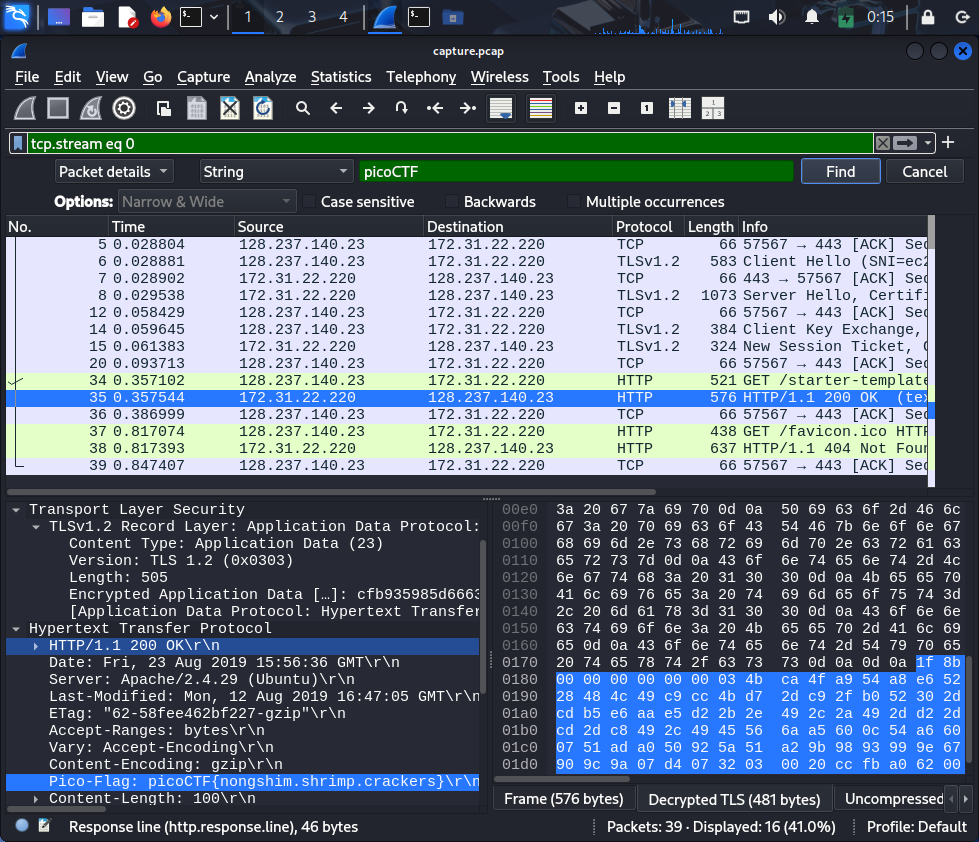 1 2 3 4 0:15
capture.pcap
File Edit View Go Capture Analyze Statistics Telephony Wireless Tools Help
tcp.stream eq 0
Packet details String picoCTF Find Cancel
Options: Narrow & Wide Case sensitive Backwards Multiple occurrences
No. Time Source Destination Protocol Length Info
5 0.028804 128.237.140.23 172.31.22.220 TCP 66 57567 → 443 [ACK] Sec
6 0.028881 128.237.140.23 172.31.22.220 TLSv1.2 583 Client Hello (SNI=ec2
7 0.028902 172.31.22.220 128.237.140.23 TCP 66 443 → 57567 [ACK] Sec
8 0.029538 172.31.22.220 128.237.140.23 TLSv1.2 1073 Server Hello, Certifi
12 0.058429 128.237.140.23 172.31.22.220 TCP 66 57567 → 443 [ACK] Sec
14 0.059645 128.237.140.23 172.31.22.220 TLSv1.2 384 Client Key Exchange,
15 0.061383 172.31.22.220 128.237.140.23 TLSv1.2 324 New Session Ticket, C
20 0.093713 128.237.140.23 172.31.22.220 TCP 66 57567 → 443 [ACK] Sec
34 0.357102 128.237.140.23 172.31.22.220 HTTP 521 GET /starter-template
35 0.357544 172.31.22.220 128.237.140.23 HTTP 576 HTTP/1.1 200 OK (tex
36 0.386999 128.237.140.23 172.31.22.220 TCP 66 57567 → 443 [ACK] Sec
37 0.817074 128.237.140.23 172.31.22.220 HTTP 438 GET /favicon.ico HTTP
38 0.817393 172.31.22.220 128.237.140.23 HTTP 637 HTTP/1.1 404 Not Four
39 0.847407 128.237.140.23 172.31.22.220 TCP 66 57567 → 443 [ACK] Sec
Transport Layer Security
TLSv1.2 Record Layer: Application Data Protocol:
Content Type: Application Data (23)
Version: TLS 1.2 (0x0303)
Length: 505
Encrypted Application Data […]: cfb935985d6663
[Application Data Protocol: Hypertext Transfer
Hypertext Transfer Protocol
HTTP/1.1 200 OK\r\n
Date: Fri, 23 Aug 2019 15:56:36 GMT\r\n
Server: Apache/2.4.29 (Ubuntu)\r\n
Last-Modified: Mon, 12 Aug 2019 16:47:05 GMT\r\n
ETag: "62-58fee462bf227-gzip"\r\n
Accept-Ranges: bytes\r\n
Vary: Accept-Encoding\r\n
Content-Encoding: gzip\r\n
Pico-Flag: picoCTF{nongshim.shrimp.crackers}\r\n
Content-Length: 100\r\n
00e0 3a 20 67 7a 69 70 0d 0a 50 69 63 6f 2d 46 6c
00f0 67 3a 20 70 69 63 6f 43 54 46 7b 6e 6f 6e 67
0100 68 69 6d 2e 73 68 72 69 6d 70 2e 63 72 61 63
0110 65 72 73 7d 0d 0a 43 6f 6e 74 65 6e 74 2d 4c
0120 6e 67 74 68 3a 20 31 30 30 0d 0a 4b 65 65 70
0130 41 6c 69 76 65 3a 20 74 69 6d 65 6f 75 74 3d
0140 2c 20 6d 61 78 3d 31 30 30 0d 0a 43 6f 6e 6e
0150 63 74 69 6f 6e 3a 20 4b 65 65 70 2d 41 6c 69
0160 65 0d 0a 43 6f 6e 74 65 6e 74 2d 54 79 70 65
0170 20 74 65 78 74 2f 63 73 73 0d 0a 0d 0a 1f 8b
0180 00 00 00 00 00 00 03 4b ca 4f a9 54 a8 e6 52
0190 28 48 4c 49 c9 cc 4b d7 2d c9 2f b0 52 30 2d
01a0 cd b5 e6 aa e5 d2 2b 2e 49 2c 2a 49 2d d2 2d
01b0 cd 2d c8 49 2c 49 45 56 6a a5 60 0c 54 a6 60
01c0 07 51 ad a0 50 92 5a 51 a2 9b 98 93 99 9e 67
01d0 90 9c 9a 07 d4 07 32 03 00 20 cc fb a0 62 00
Frame (576 bytes) Decrypted TLS (481 bytes) Uncompressed
Response line (http.response.line), 46 bytes Packets: 39 · Displayed: 16 (41.0%) Profile: Default